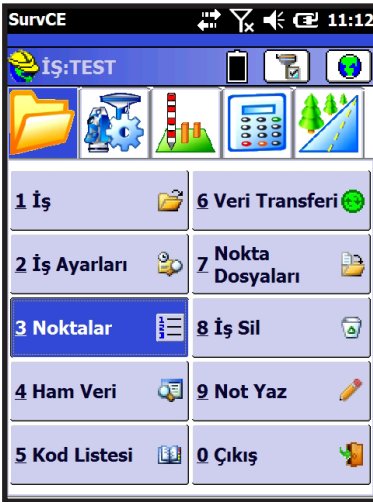 SurvCE 11:12
İŞ:TEST
1 İş
6 Veri Transferi
2 İş Ayarları
7 Nokta
Dosyaları
3 Noktalar
8 İş Sil
4 Ham Veri
9 Not Yaz
5 Kod Listesi
0 Çıkış